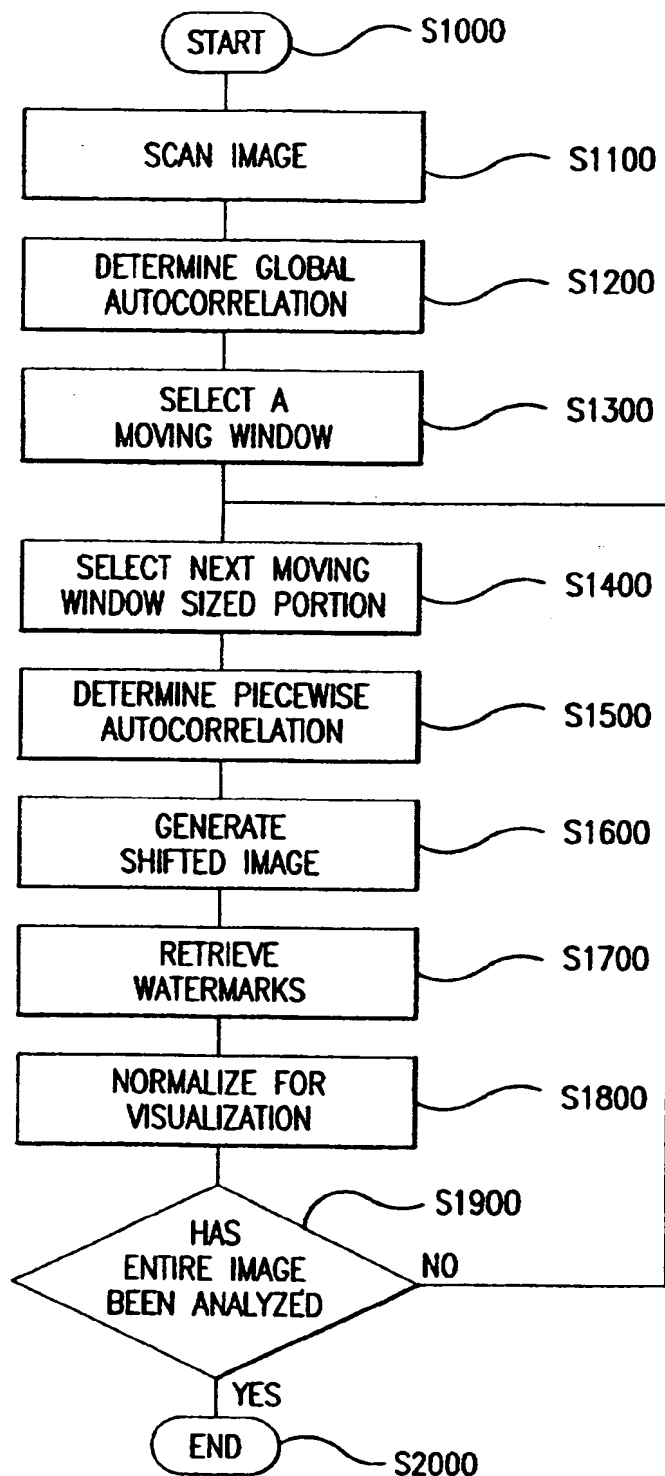 START
S1000
SCAN IMAGE
S1100
DETERMINE GLOBAL
AUTOCORRELATION
S1200
SELECT A
MOVING WINDOW
S1300
SELECT NEXT MOVING
WINDOW SIZED PORTION
S1400
DETERMINE PIECEWISE
AUTOCORRELATION
S1500
GENERATE
SHIFTED IMAGE
S1600
RETRIEVE
WATERMARKS
S1700
NORMALIZE FOR
VISUALIZATION
S1800
S1900
HAS
ENTIRE IMAGE
BEEN ANALYZED
NO
YES
END
S2000